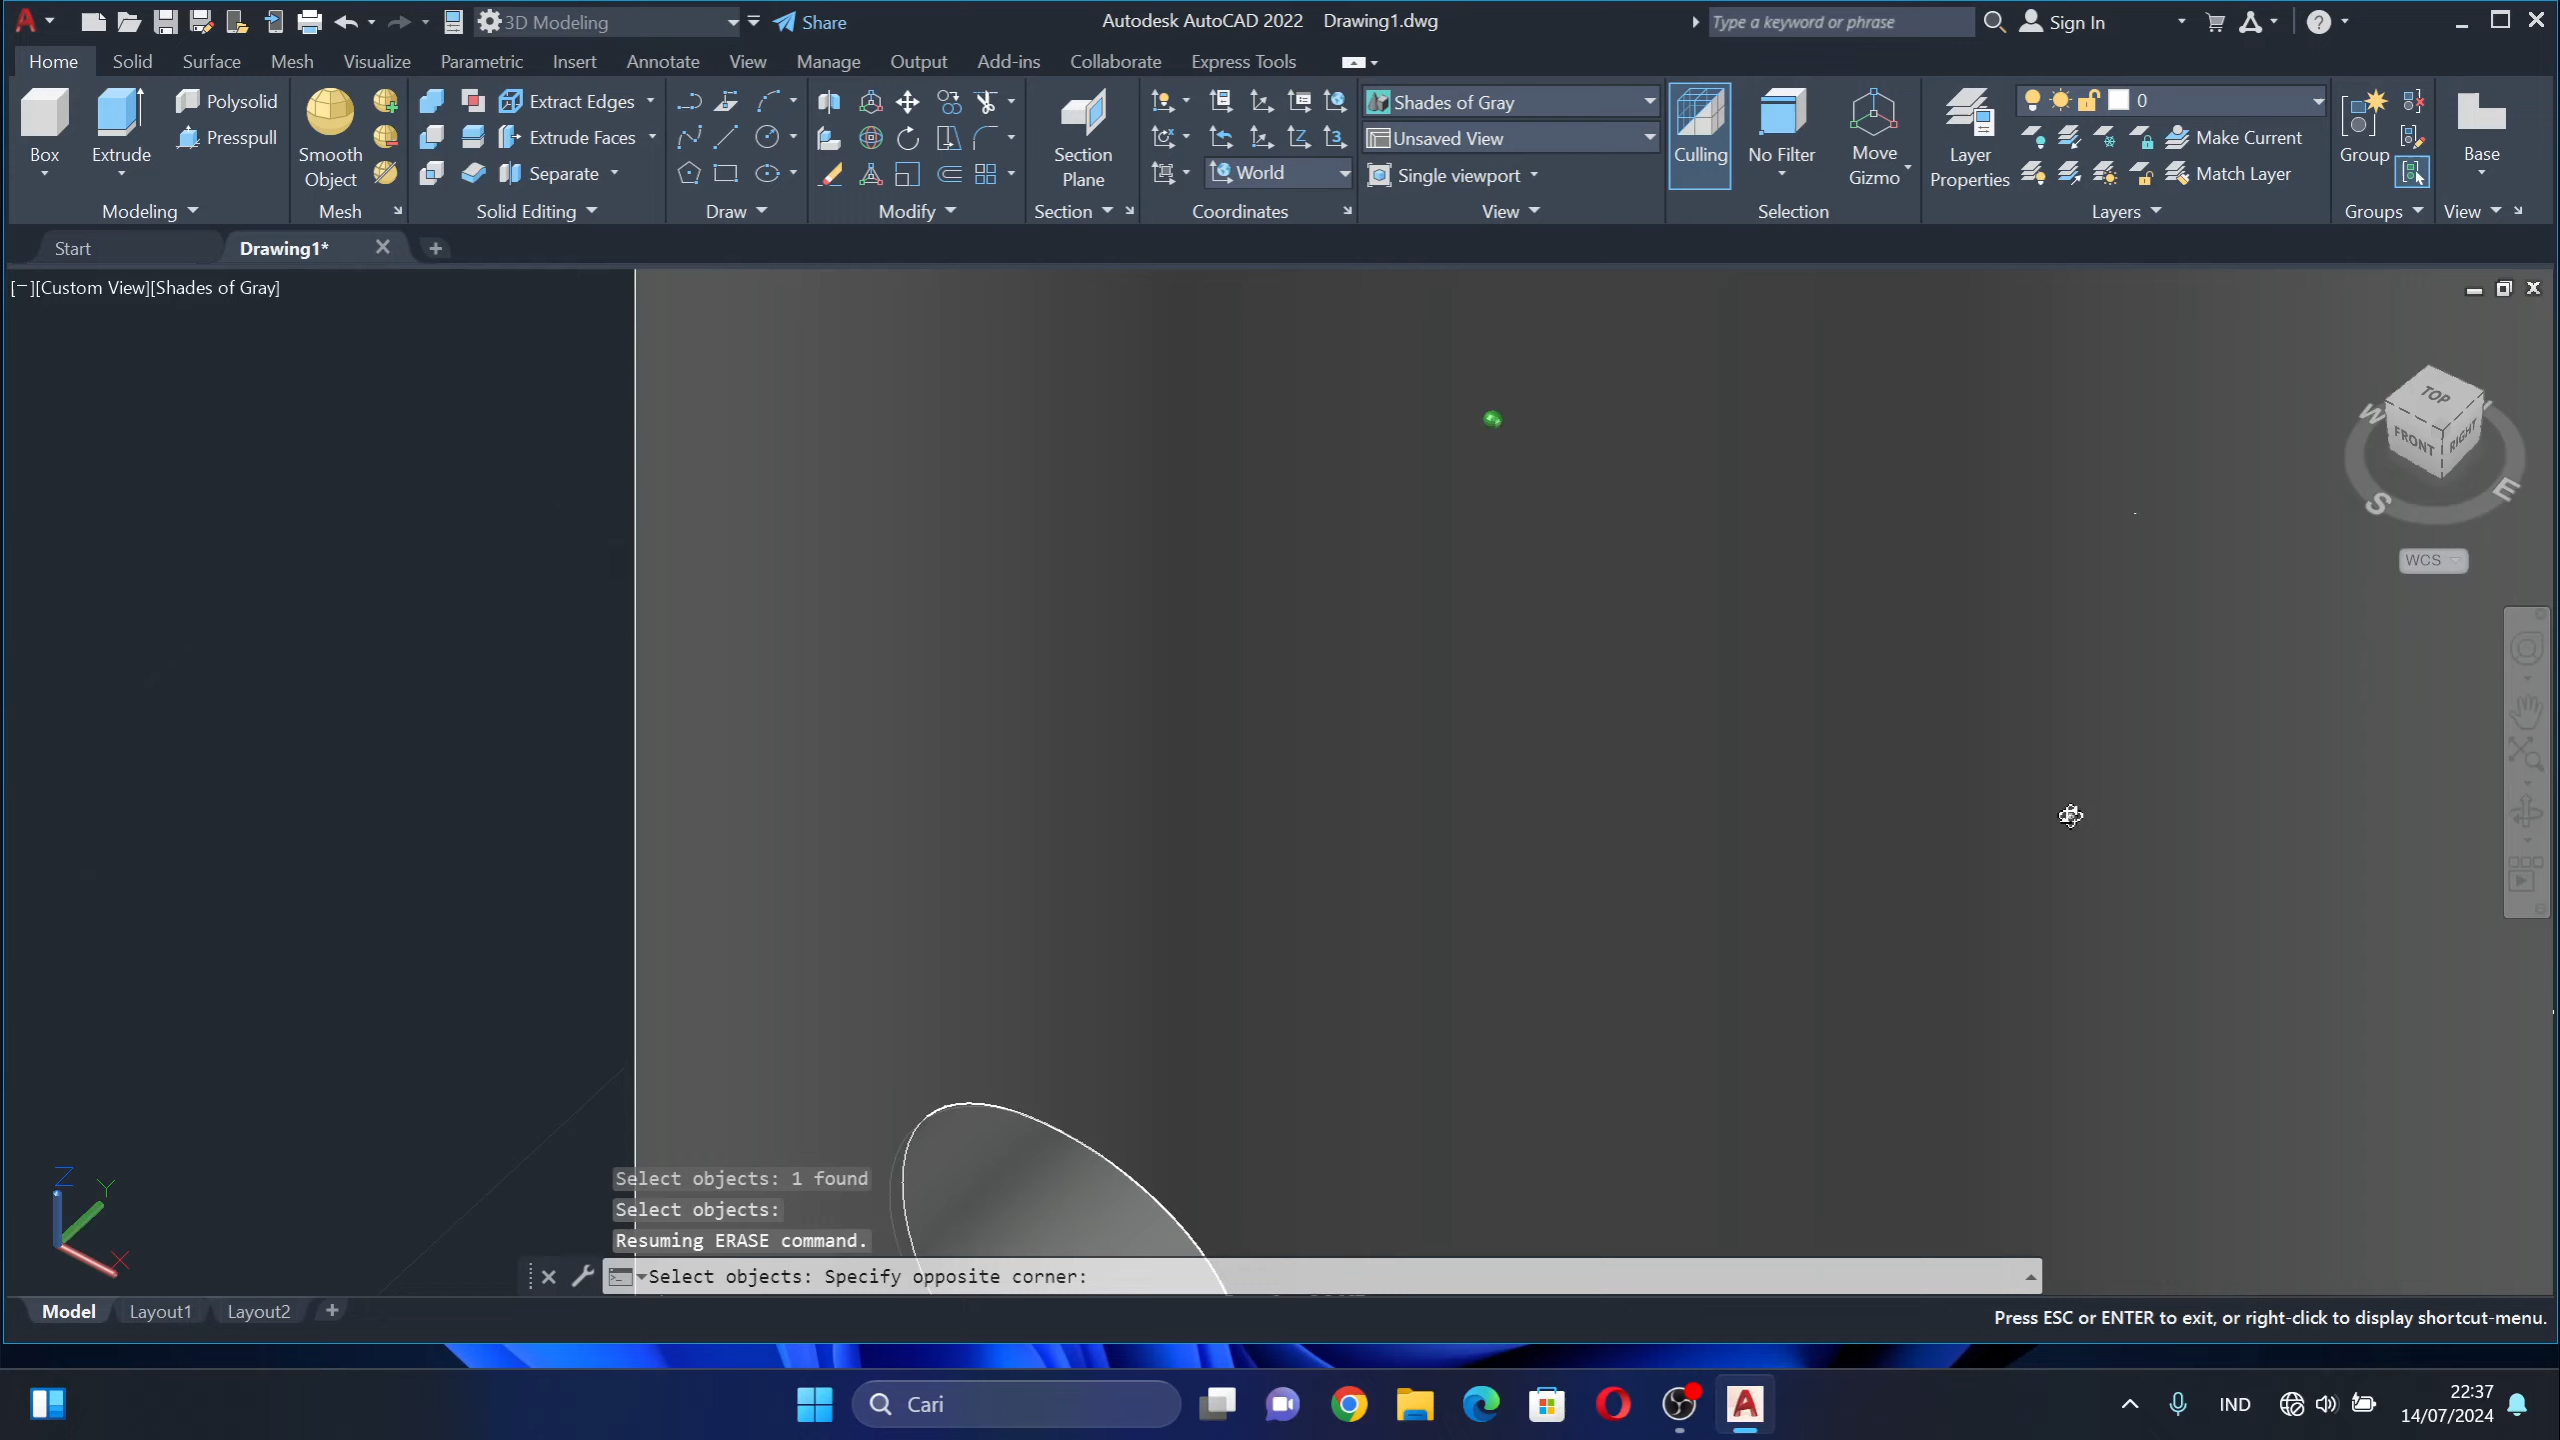 3D Modeling
Share
Autodesk AutoCAD 2022 Drawing1.dwg
Type a keyword or phrase
Sign In
Home Solid Surface Mesh Visualize Parametric Insert Annotate View Manage Output Add-ins Collaborate Express Tools
Box
Extrude
Polysolid
Presspull
Modeling
Smooth
Object
Mesh
Extract Edges
Extrude Faces
Separate
Solid Editing
Draw
Modify
Section
Plane
Section
World
Coordinates
Shades of Gray
Unsaved View
Single viewport
View
Culling
No Filter
Move
Gizmo
Selection
Layer
Properties
0
Make Current
Match Layer
Layers
Group
Groups
Base
View
Start
Drawing1*
[−][Custom View][Shades of Gray]
TOP
FRONT
RIGHT
W
S
E
WCS
Z
Y
X
Select objects: 1 found
Select objects:
Resuming ERASE command.
Select objects: Specify opposite corner:
Model Layout1 Layout2
Press ESC or ENTER to exit, or right-click to display shortcut-menu.
Cari
IND
22:37
14/07/2024